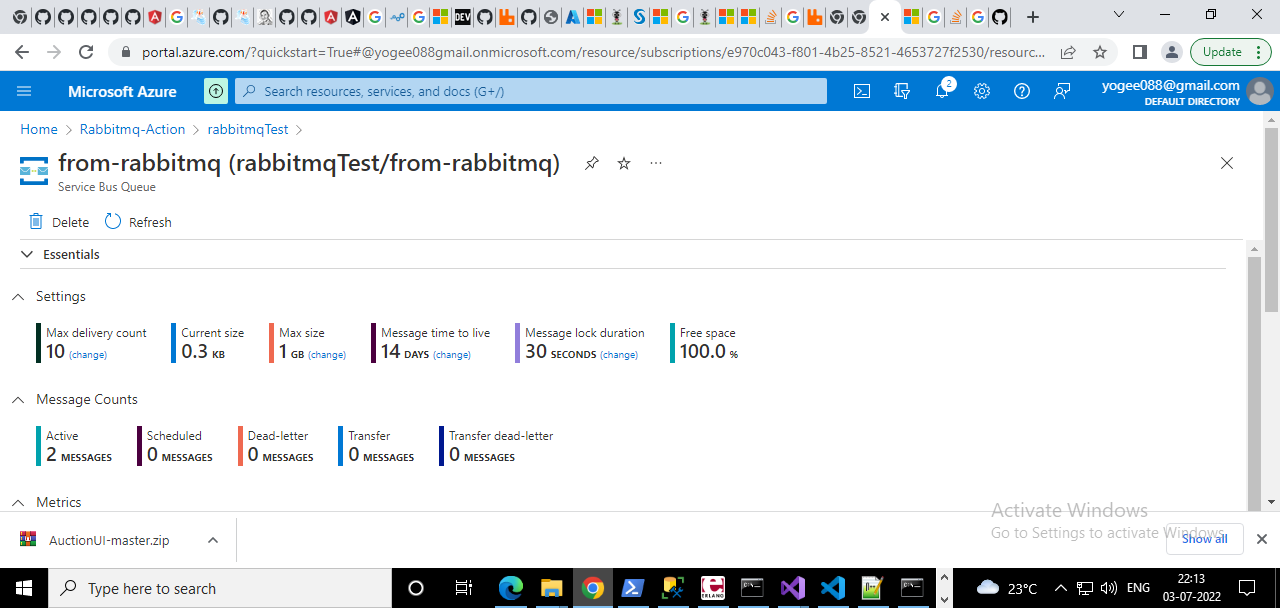 DEV
portal.azure.com/?quickstart=True#@yogee088gmail.onmicrosoft.com/resource/subscriptions/e970c043-f801-4b25-8521-4653727f2530/resourc...
Update
Microsoft Azure
Search resources, services, and docs (G+/)
2
yogee088@gmail.com
DEFAULT DIRECTORY
Home > Rabbitmq-Action > rabbitmqTest >
from-rabbitmq (rabbitmqTest/from-rabbitmq)
Service Bus Queue
Delete Refresh
Essentials
Settings
Max delivery count Current size Max size Message time to live Message lock duration Free space
10 (change) 0.3 KB 1 GB (change) 14 DAYS (change) 30 SECONDS (change) 100.0 %
Message Counts
Active Scheduled Dead-letter Transfer Transfer dead-letter
2 MESSAGES 0 MESSAGES 0 MESSAGES 0 MESSAGES 0 MESSAGES
Metrics
Activate Windows
Go to Settings to activate Windows.
AuctionUI-master.zip
Show all
Type here to search
ERLANG
23°C
ENG
22:13
03-07-2022